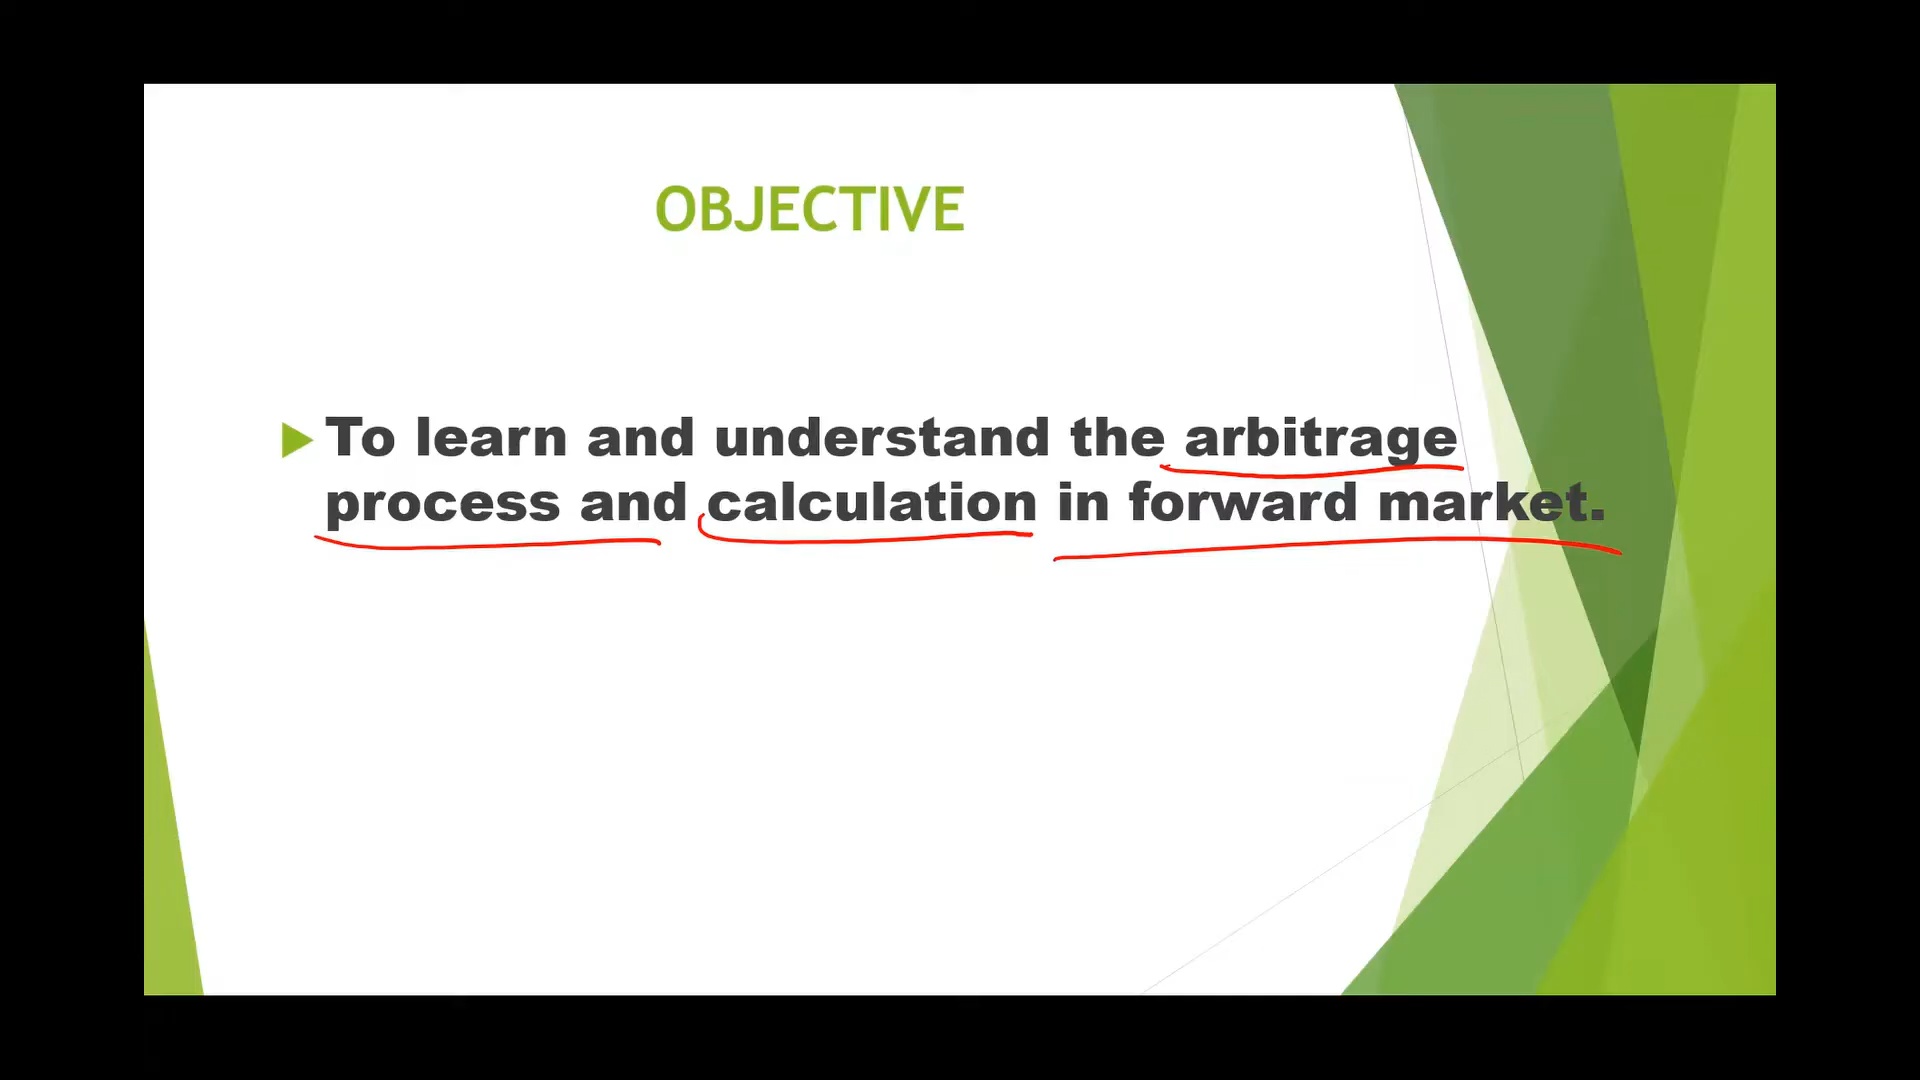 OBJECTIVE
To learn and understand the arbitrage
process and calculation in forward market.